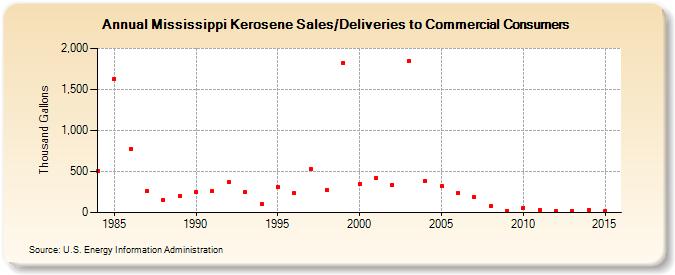 Annual Mississippi Kerosene Sales/Deliveries to Commercial Consumers
Thousand Gallons
2,000
1,500
1,000
500
0
1985 1990 1995 2000 2005 2010 2015
Source: U.S. Energy Information Administration